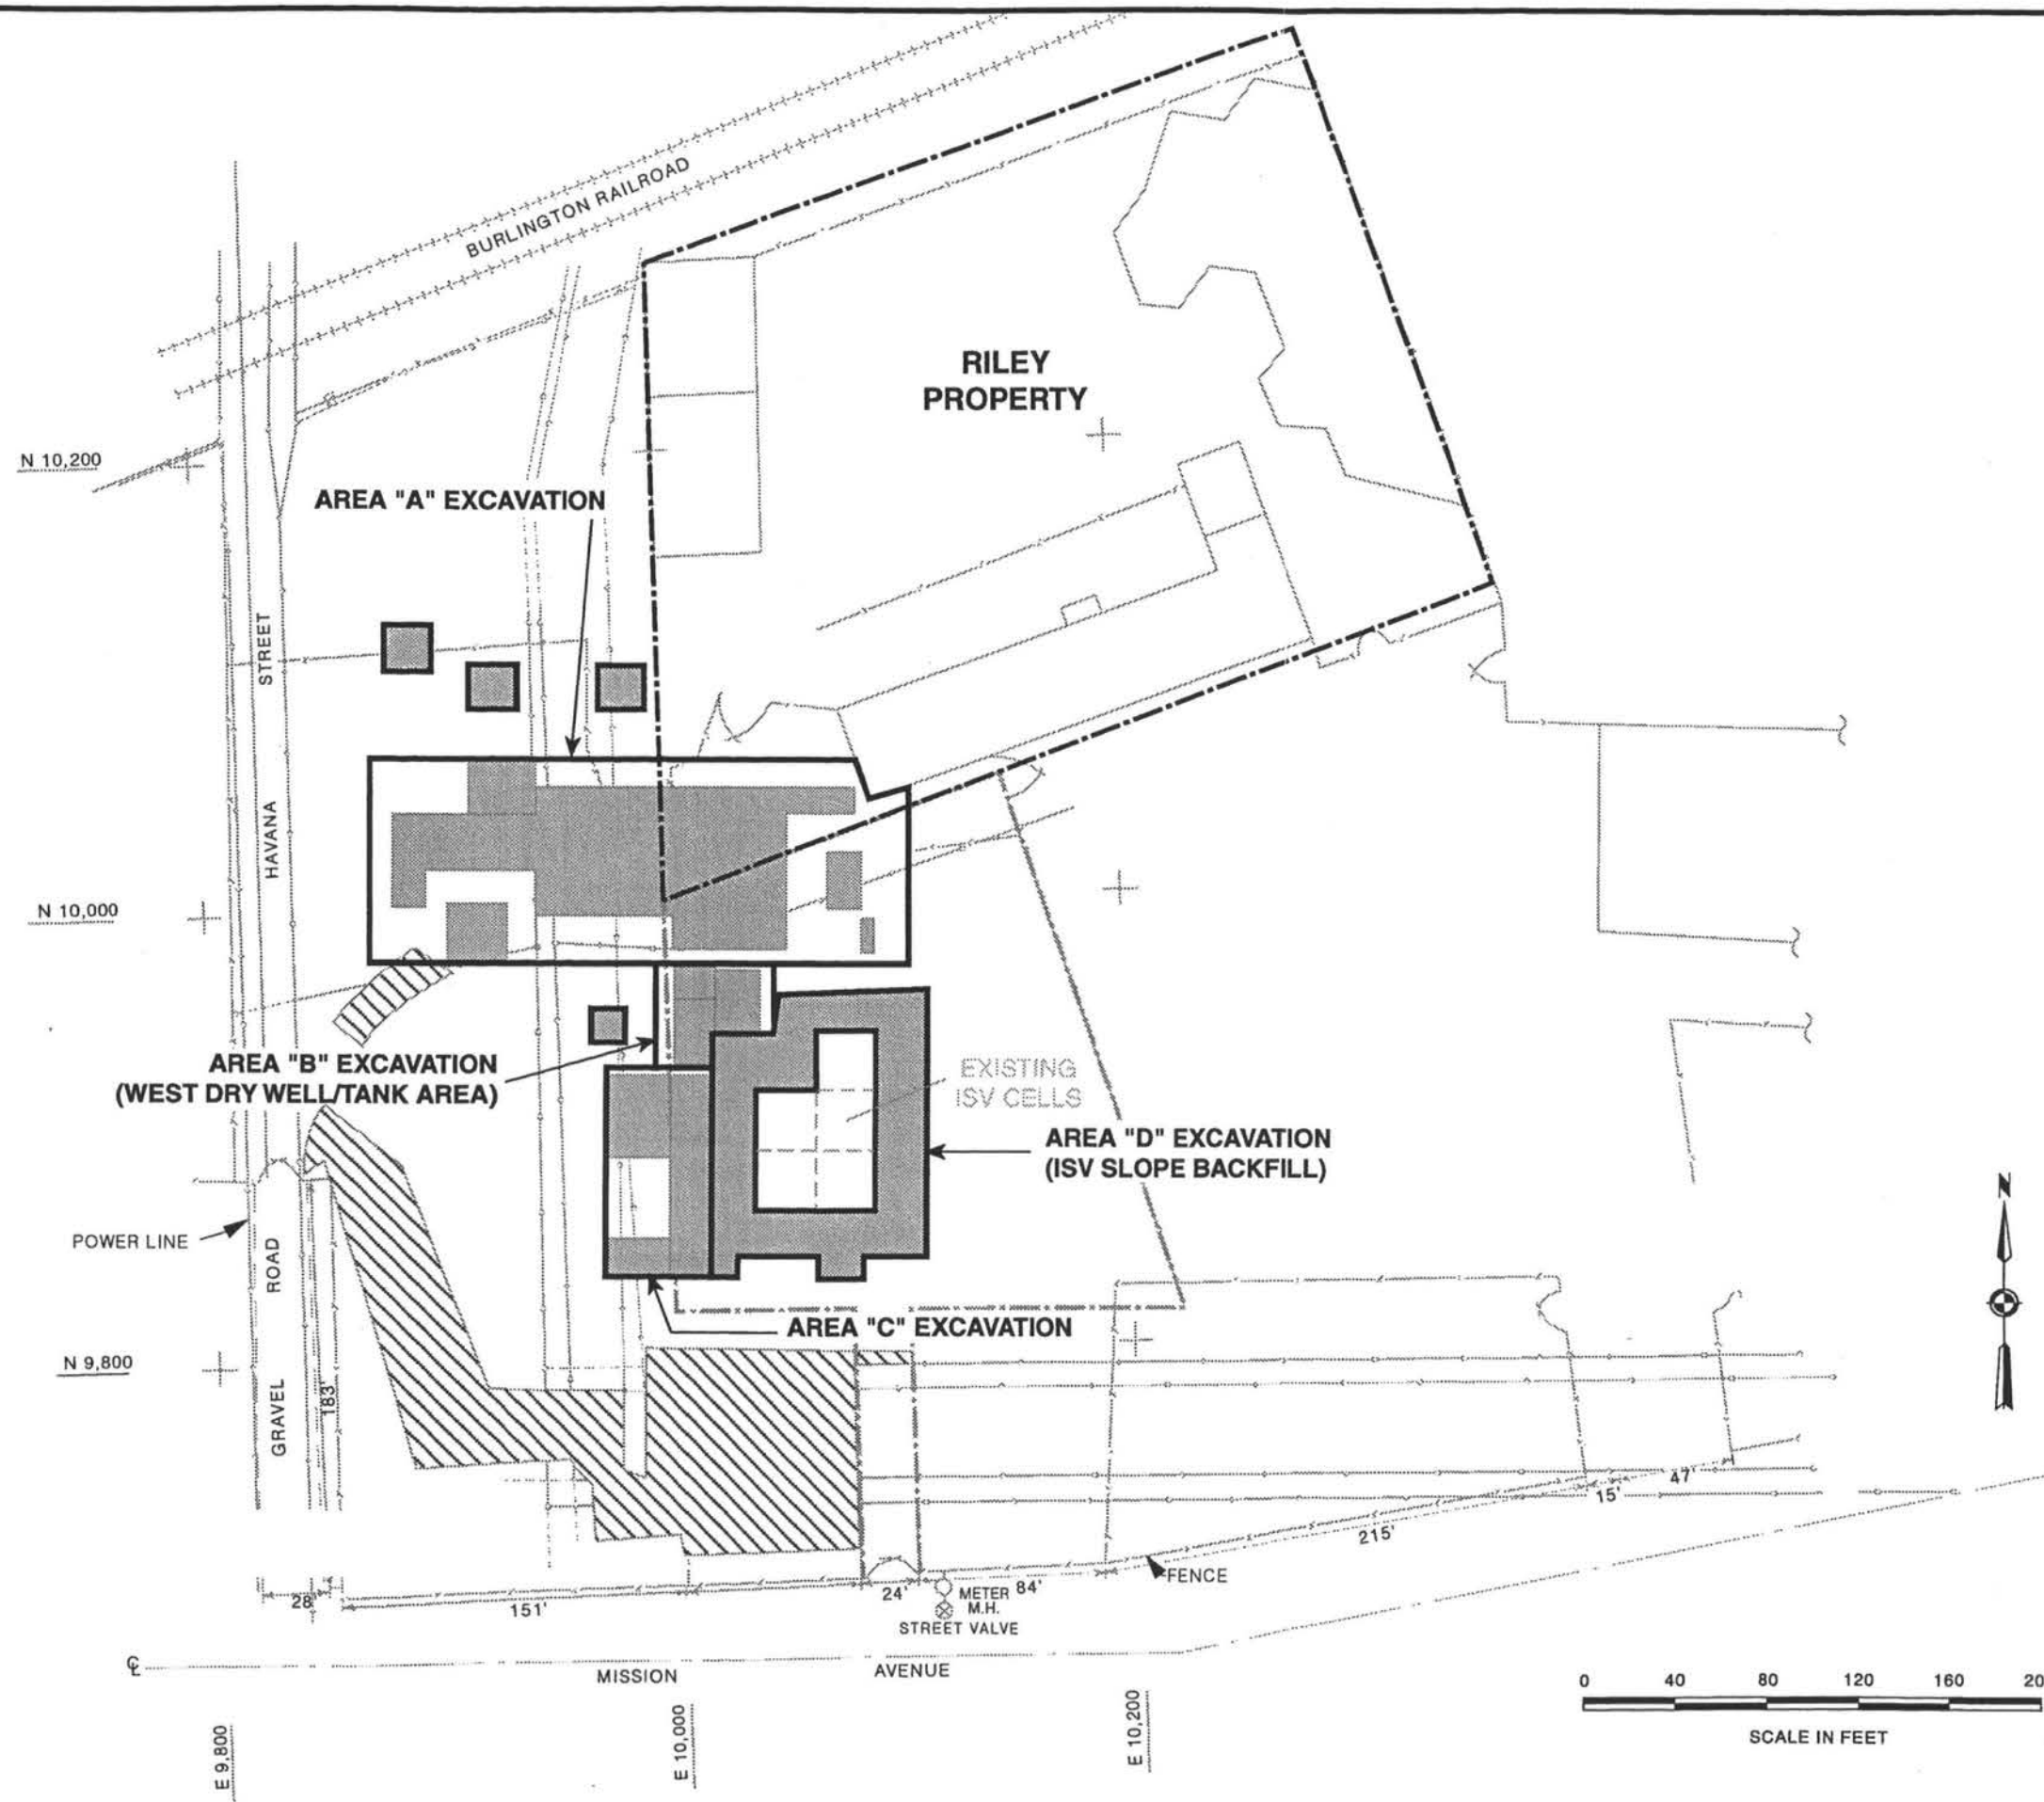 BURLINGTON RAILROAD
RILEY
PROPERTY
N 10,200
AREA "A" EXCAVATION
STREET
HAVANA
N 10,000
AREA "B" EXCAVATION
(WEST DRY WELL/TANK AREA)
EXISTING
ISV CELLS
AREA "D" EXCAVATION
(ISV SLOPE BACKFILL)
POWER LINE
GRAVEL ROAD
183'
N
AREA "C" EXCAVATION
N 9,800
47'
15'
215'
FENCE
28'
151'
24'
METER
M.H.
84'
STREET VALVE
MISSION AVENUE
E 9,800
E 10,000
E 10,200
0 40 80 120 160
SCALE IN FEET